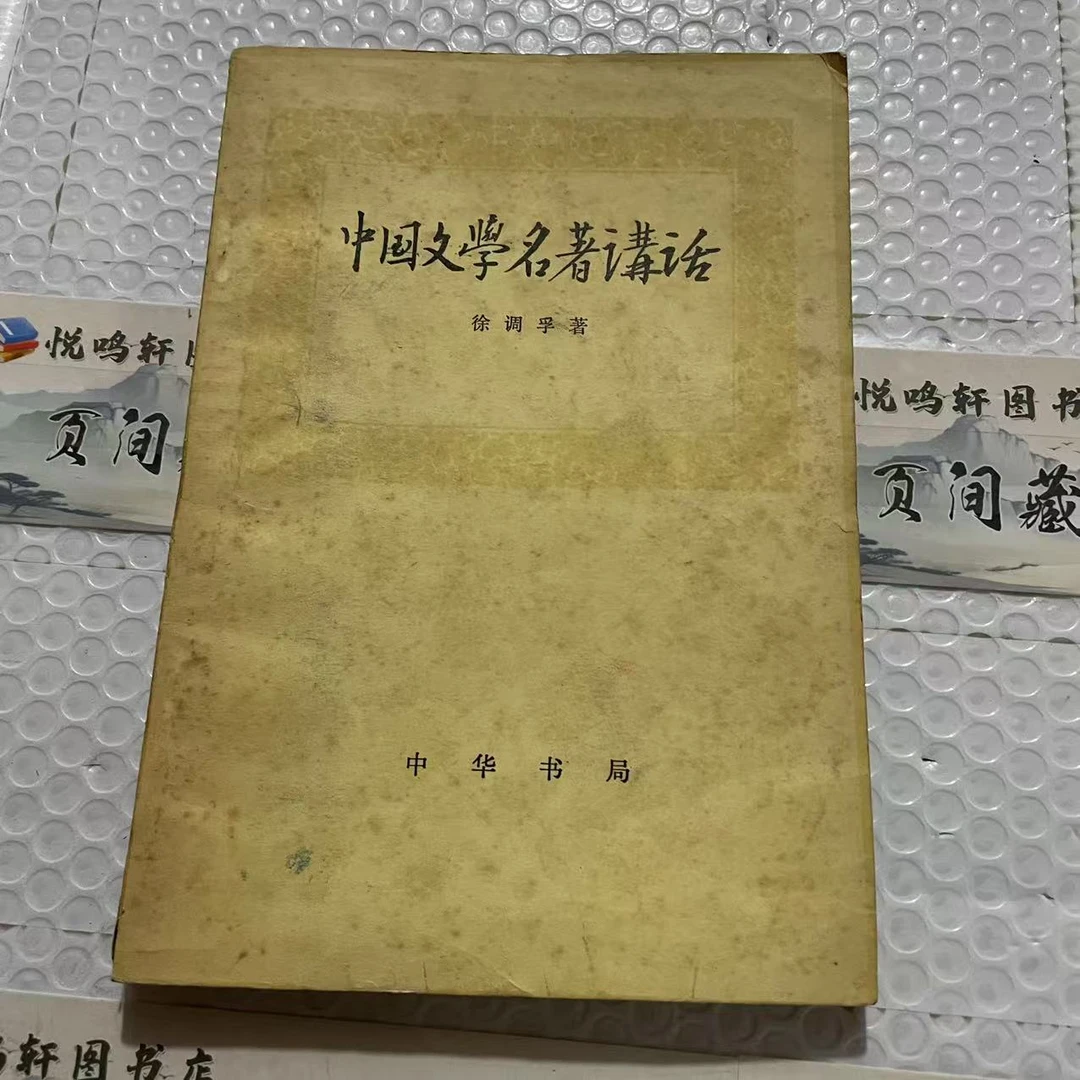 中国文學名著講话
徐调孚著
中华书局
悦鸣轩
页间
悦鸣轩图书
页间藏
轩图书店